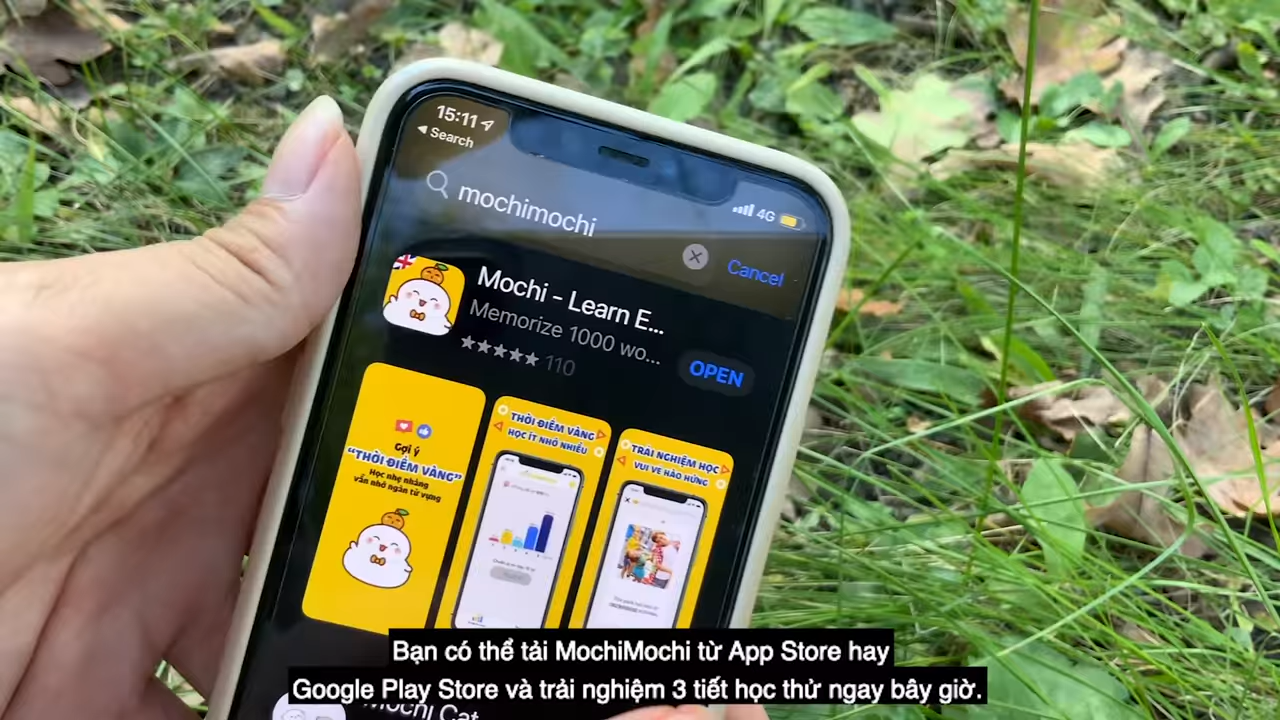 15:11
Search
4G
mochimochi
Cancel
Mochi - Learn E...
Memorize 1000 wo...
110
OPEN
Gợi ý
“THỜI ĐIỂM VÀNG”
Học nhẹ nhàng
vẫn nhớ ngàn từ vựng
THỜI ĐIỂM VÀNG
HỌC ÍT NHỚ NHIỀU
TRẢI NGHIỆM HỌC
VUI VẺ HÀO HỨNG
Bạn có thể tải MochiMochi từ App Store hay
Google Play Store và trải nghiệm 3 tiết học thử ngay bây giờ.
Mochi Cat